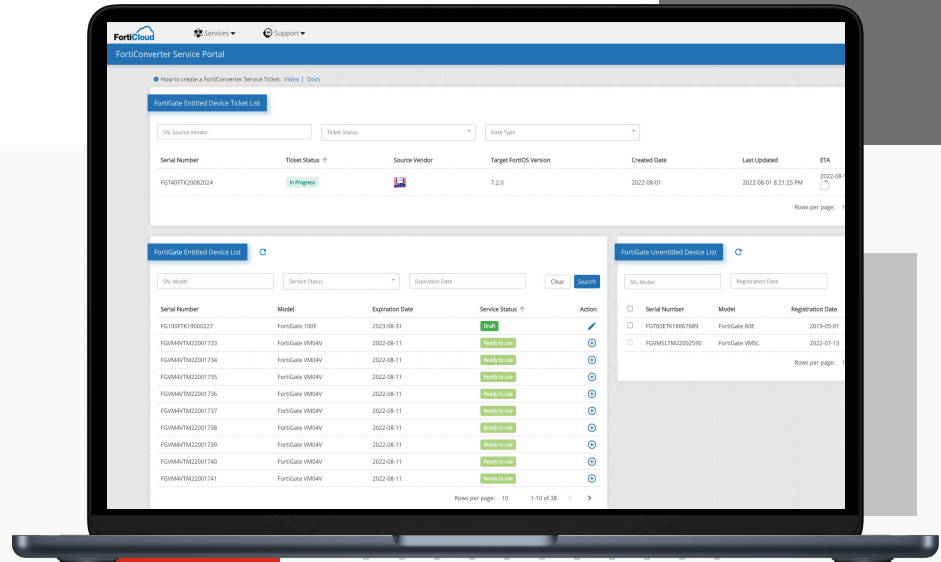 FortiCloud Services Support
FortiConverter Service Portal
How to create a FortiConverter Service Ticket: Video | Docs
FortiGate Entitled Device Ticket List
SN, Source Vendor Ticket Status Date Type
Serial Number Ticket Status ↑ Source Vendor Target FortiOS Version Created Date Last Updated ETA
FGT40FTK20082024 In Progress 7.2.0 2022-08-01 2022-08-01 8:21:25 PM 2022-08-
Rows per page: 1
FortiGate Entitled Device List
SN, Model Service Status Expiration Date Clear Search
Serial Number Model Expiration Date Service Status ↑ Action
FG100FTK19000227 FortiGate 100F 2023-08-31 Draft
FGVM4VTM22001733 FortiGate VM04V 2022-08-11 Ready to use
FGVM4VTM22001734 FortiGate VM04V 2022-08-11 Ready to use
FGVM4VTM22001735 FortiGate VM04V 2022-08-11 Ready to use
FGVM4VTM22001736 FortiGate VM04V 2022-08-11 Ready to use
FGVM4VTM22001737 FortiGate VM04V 2022-08-11 Ready to use
FGVM4VTM22001738 FortiGate VM04V 2022-08-11 Ready to use
FGVM4VTM22001739 FortiGate VM04V 2022-08-11 Ready to use
FGVM4VTM22001740 FortiGate VM04V 2022-08-11 Ready to use
FGVM4VTM22001741 FortiGate VM04V 2022-08-11 Ready to use
Rows per page: 10 1-10 of 38 < >
FortiGate Unentitled Device List
SN, Model Registration Date
Serial Number Model Registration Date
FGT60ETK18067689 FortiGate 60E 2019-05-01
FGVMSLTM22002590 FortiGate VMSL 2022-07-13
Rows per page: 1